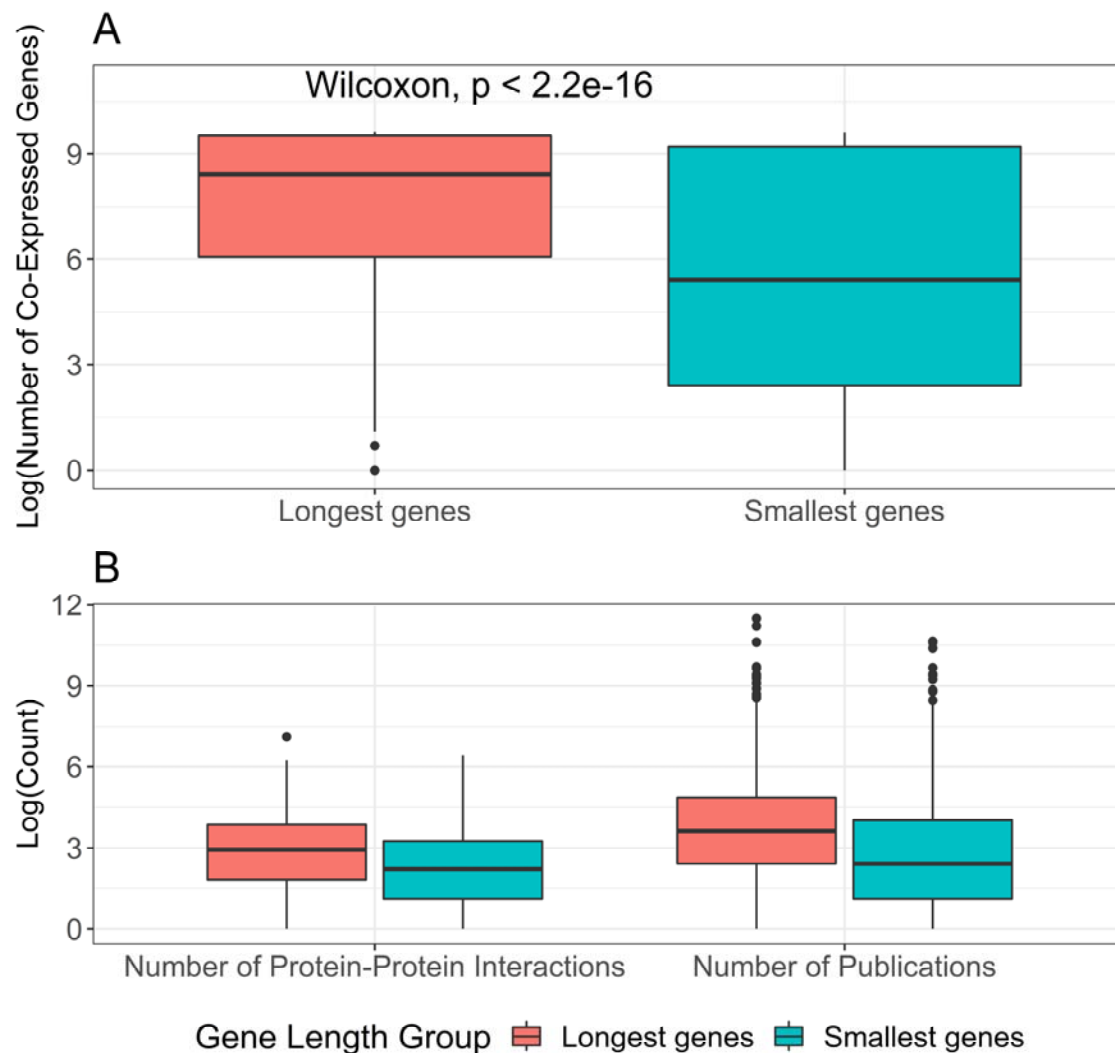 A
Wilcoxon, p < 2.2e-16
Log(Number of Co-Expressed Genes)
9
6
3
0
Longest genes
Smallest genes
B
Log(Count)
12
9
6
3
0
Number of Protein-Protein Interactions
Number of Publications
Gene Length Group Longest genes Smallest genes